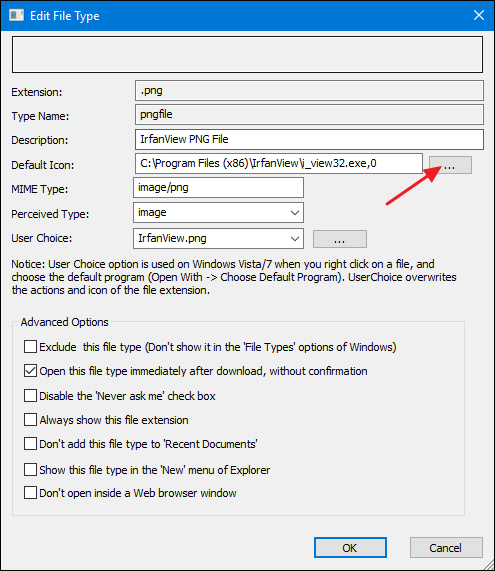 Edit File Type
Extension: .png
Type Name: pngfile
Description: IrfanView PNG File
Default Icon: C:\Program Files (x86)\IrfanView\i_view32.exe,0 ...
MIME Type: image/png
Perceived Type: image
User Choice: IrfanView.png ...
Notice: User Choice option is used on Windows Vista/7 when you right click on a file, and
choose the default program (Open With -> Choose Default Program). UserChoice overwrites
the actions and icon of the file extension.
Advanced Options
Exclude this file type (Don't show it in the 'File Types' options of Windows)
Open this file type immediately after download, without confirmation
Disable the 'Never ask me' check box
Always show this file extension
Don't add this file type to 'Recent Documents'
Show this file type in the 'New' menu of Explorer
Don't open inside a Web browser window
OK Cancel